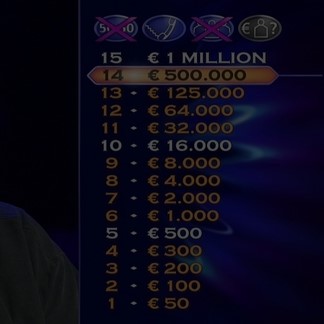 50:50 € ?
15 € 1 MILLION
14 • € 500.000
13 • € 125.000
12 • € 64.000
11 • € 32.000
10 • € 16.000
9 • € 8.000
8 • € 4.000
7 • € 2.000
6 • € 1.000
5 • € 500
4 • € 300
3 • € 200
2 • € 100
1 • € 50